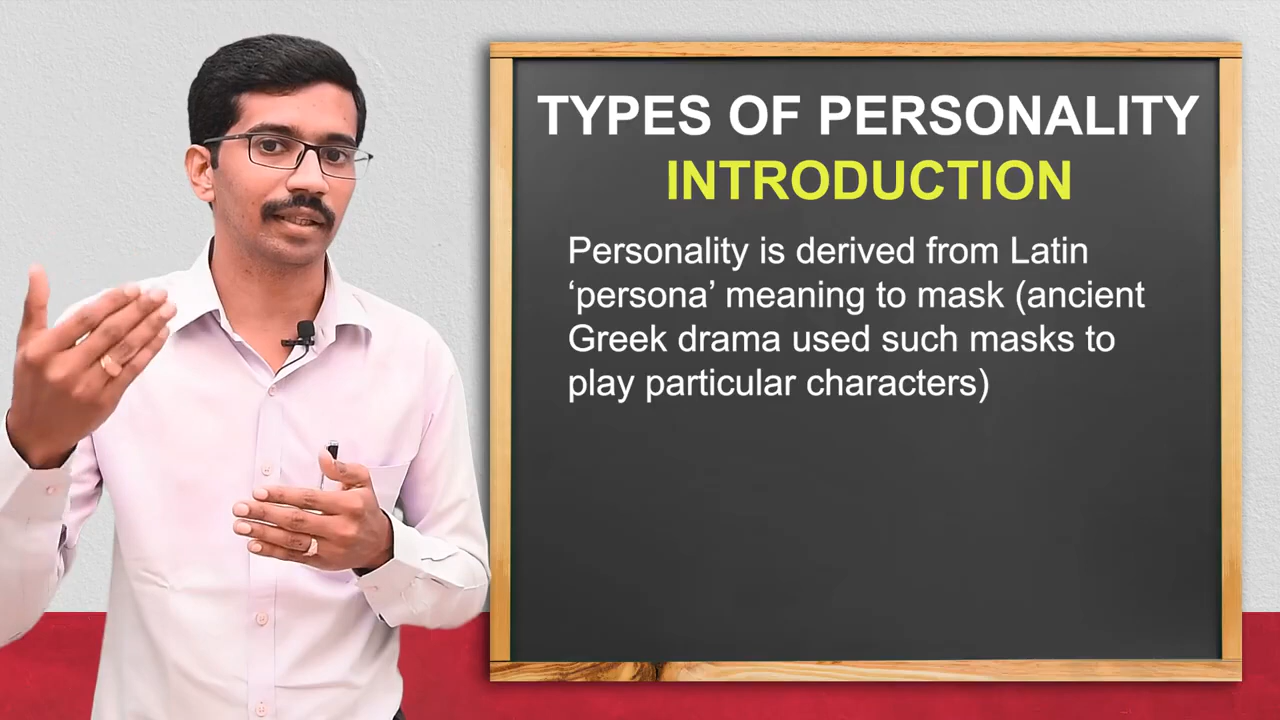 TYPES OF PERSONALITY
INTRODUCTION
Personality is derived from Latin
‘persona’ meaning to mask (ancient
Greek drama used such masks to
play particular characters)